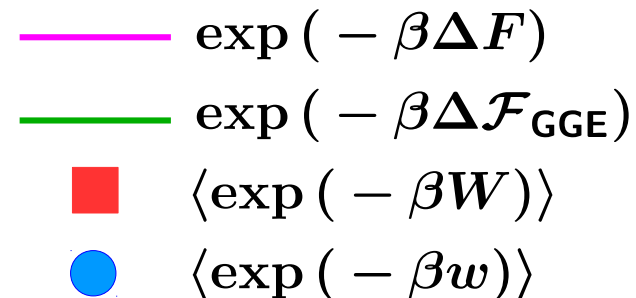 exp ( − βΔF)
exp ( − βΔℱ_GGE)
⟨exp ( − βW)⟩
⟨exp ( − βw)⟩